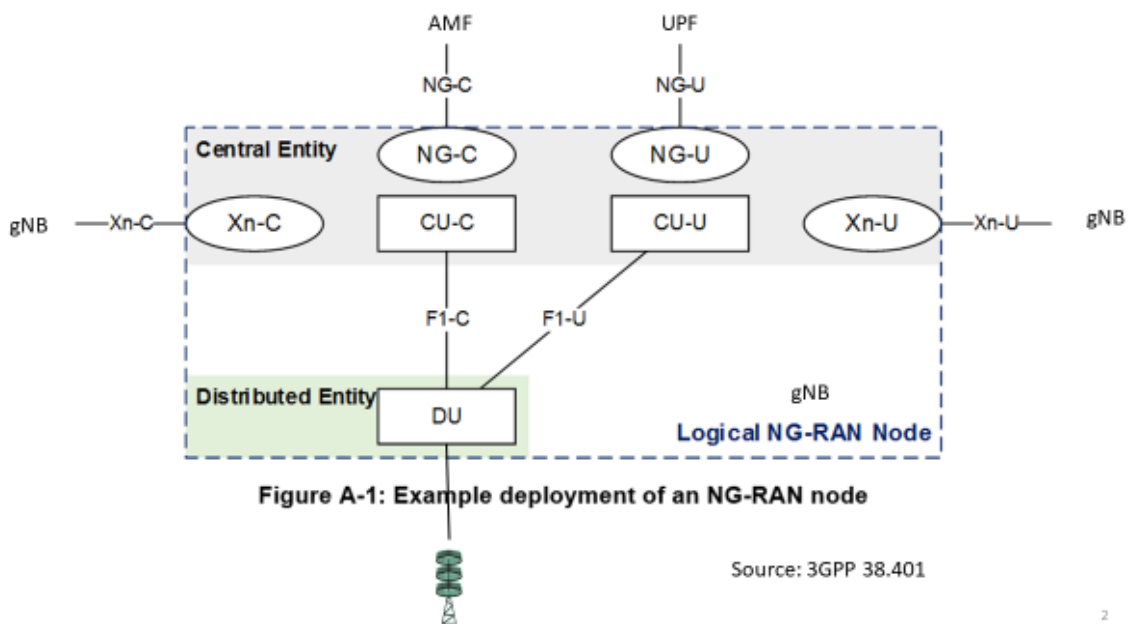 AMF
UPF
NG-C
NG-U
Central Entity
NG-C
NG-U
gNB
Xn-C
Xn-C
CU-C
CU-U
Xn-U
Xn-U
gNB
F1-C
F1-U
Distributed Entity
DU
gNB
Logical NG-RAN Node
Figure A-1: Example deployment of an NG-RAN node
Source: 3GPP 38.401
2